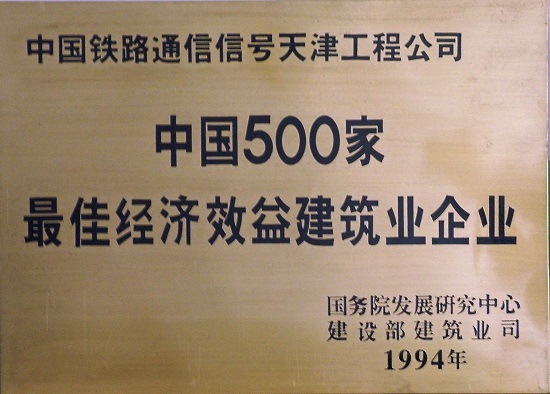 中国铁路通信信号天津工程公司
中国500家
最佳经济效益建筑业企业
国务院发展研究中心
建设部建筑业司
1994年